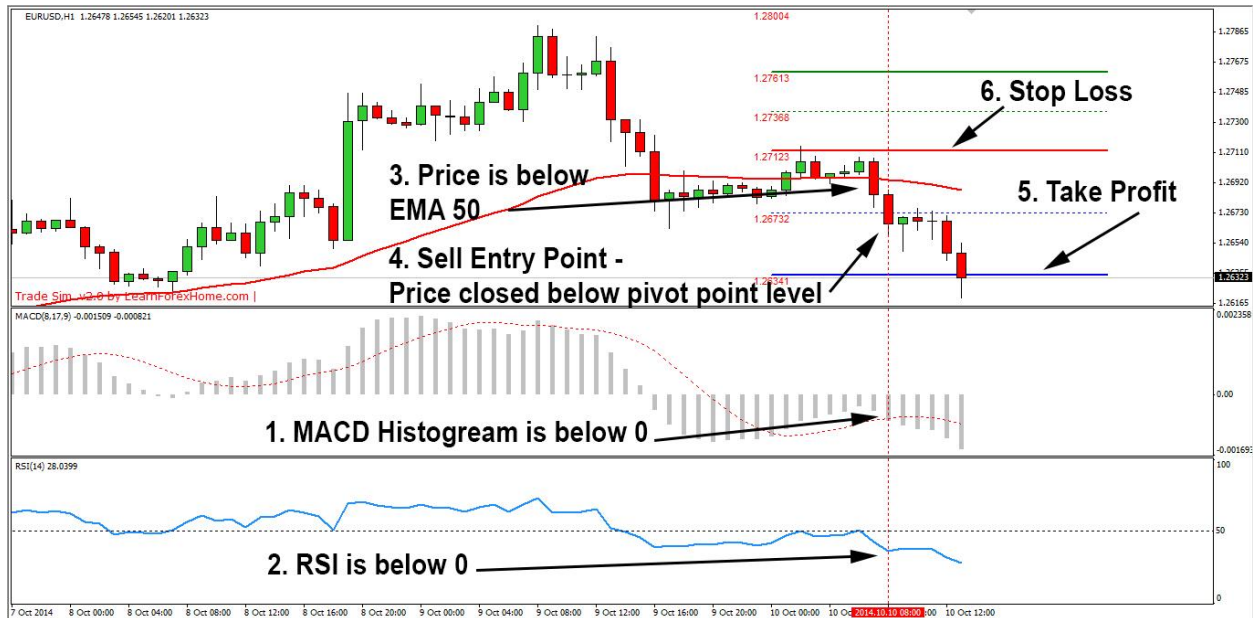 EURUSD,H1 1.26478 1.26545 1.26201 1.26323
1.28004
1.27865
1.27675
1.27613
1.27485
6. Stop Loss
1.27368
1.27300
1.27123
1.27110
3. Price is below
EMA 50
1.26920
5. Take Profit
1.26732
1.26730
4. Sell Entry Point -
Price closed below pivot point level
1.26540
1.26323
1.26165
Trade Sim v2.0 by LearnForexHome.com |
MACD(8,17,9) -0.001509 -0.000821
0.002358
0.00
1. MACD Histogream is below 0
-0.001693
RSI(14) 28.0399
100
50
2. RSI is below 0
0
7 Oct 2014 8 Oct 00:00 8 Oct 04:00 8 Oct 08:00 8 Oct 12:00 8 Oct 16:00 8 Oct 20:00 9 Oct 00:00 9 Oct 04:00 9 Oct 08:00 9 Oct 12:00 9 Oct 16:00 9 Oct 20:00 10 Oct 00:00 10 Oc 2014.10.10 08:00 10 Oct 12:00